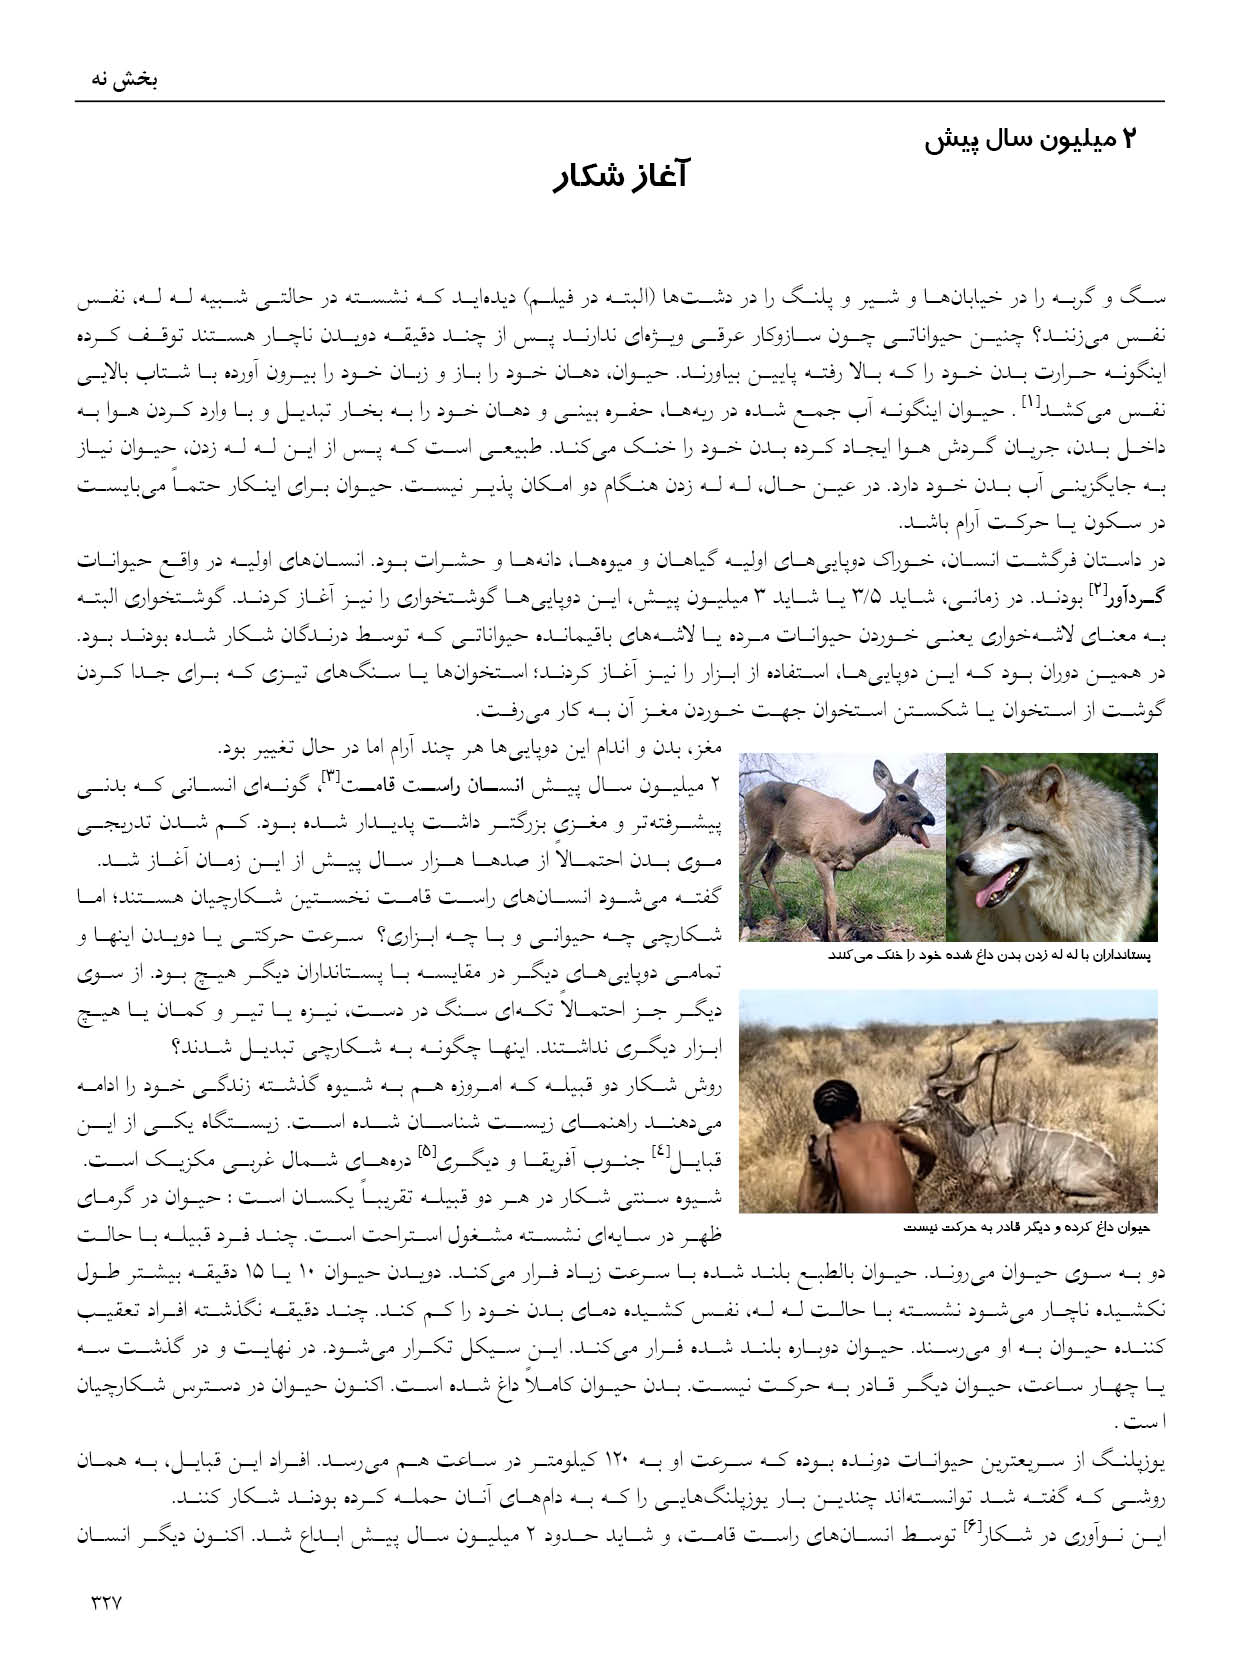 بخش نه
۲ میلیون سال پیش
آغاز شکار
سگ و گربه را در خیابان‌ها و شیر و پلنگ را در دشت‌ها (البته در فیلم) دیده‌اید که نشسته در حالتی شبیه له له، نفس
نفس می‌زنند؟ چنین حیواناتی چون سازوکار عرقی ویژه‌ای ندارند پس از چند دقیقه دویدن ناچار هستند توقف کرده
اینگونه حرارت بدن خود را که بالا رفته پایین بیاورند. حیوان، دهان خود را باز و زبان خود را بیرون آورده با شتاب بالایی
نفس می‌کشد[۱] . حیوان اینگونه آب جمع شده در ریه‌ها، حفره بینی و دهان خود را به بخار تبدیل و با وارد کردن هوا به
داخل بدن، جریان گردش هوا ایجاد کرده بدن خود را خنک می‌کند. طبیعی است که پس از این له له زدن، حیوان نیاز
به جایگزینی آب بدن خود دارد. در عین حال، له له زدن هنگام دو امکان پذیر نیست. حیوان برای اینکار حتماً می‌بایست
در سکون یا حرکت آرام باشد.
در داستان فرگشت انسان، خوراک دوپایی‌های اولیه گیاهان و میوه‌ها، دانه‌ها و حشرات بود. انسان‌های اولیه در واقع حیوانات
گردآور[۲] بودند. در زمانی، شاید ۳/۵ یا شاید ۳ میلیون پیش، این دوپایی‌ها گوشتخواری را نیز آغاز کردند. گوشتخواری البته
به معنای لاشه‌خواری یعنی خوردن حیوانات مرده یا لاشه‌های باقیمانده حیواناتی که توسط درندگان شکار شده بودند بود.
در همین دوران بود که این دوپایی‌ها، استفاده از ابزار را نیز آغاز کردند؛ استخوان‌ها یا سنگ‌های تیزی که برای جدا کردن
گوشت از استخوان یا شکستن استخوان جهت خوردن مغز آن به کار می‌رفت.
مغز، بدن و اندام این دوپایی‌ها هر چند آرام اما در حال تغییر بود.
۲ میلیون سال پیش انسان راست قامت[۳]، گونه‌ای انسانی که بدنی
پیشرفته‌تر و مغزی بزرگتر داشت پدیدار شده بود. کم شدن تدریجی
موی بدن احتمالاً از صدها هزار سال پیش از این زمان آغاز شد.
گفته می‌شود انسان‌های راست قامت نخستین شکارچیان هستند؛ اما
شکارچی چه حیوانی و با چه ابزاری؟ سرعت حرکتی یا دویدن اینها و
تمامی دوپایی‌های دیگر در مقایسه با پستانداران دیگر هیچ بود. از سوی
دیگر جز احتمالاً تکه‌ای سنگ در دست، نیزه یا تیر و کمان یا هیچ
ابزار دیگری نداشتند. اینها چگونه به شکارچی تبدیل شدند؟
روش شکار دو قبیله که امروزه هم به شیوه گذشته زندگی خود را ادامه
می‌دهند راهنمای زیست شناسان شده است. زیستگاه یکی از این
قبایل[٤] جنوب آفریقا و دیگری[۵] دره‌های شمال غربی مکزیک است.
شیوه سنتی شکار در هر دو قبیله تقریباً یکسان است : حیوان در گرمای
ظهر در سایه‌ای نشسته مشغول استراحت است. چند فرد قبیله با حالت
پستانداران با له له زدن بدن داغ شده خود را خنک می‌کنند
حیوان داغ کرده و دیگر قادر به حرکت نیست
دو به سوی حیوان می‌روند. حیوان بالطبع بلند شده با سرعت زیاد فرار می‌کند. دویدن حیوان ۱۰ یا ۱۵ دقیقه بیشتر طول
نکشیده ناچار می‌شود نشسته با حالت له له، نفس کشیده دمای بدن خود را کم کند. چند دقیقه نگذشته افراد تعقیب
کننده حیوان به او می‌رسند. حیوان دوباره بلند شده فرار می‌کند. این سیکل تکرار می‌شود. در نهایت و در گذشت سه
یا چهار ساعت، حیوان دیگر قادر به حرکت نیست. بدن حیوان کاملاً داغ شده است. اکنون حیوان در دسترس شکارچیان
است .
یوزپلنگ از سریعترین حیوانات دونده بوده که سرعت او به ۱۲۰ کیلومتر در ساعت هم می‌رسد. افراد این قبایل، به همان
روشی که گفته شد توانسته‌اند چندین بار یوزپلنگ‌هایی را که به دام‌های آنان حمله کرده بودند شکار کنند.
این نوآوری در شکار[۶] توسط انسان‌های راست قامت، و شاید حدود ۲ میلیون سال پیش ابداع شد. اکنون دیگر انسان
۳۲۷